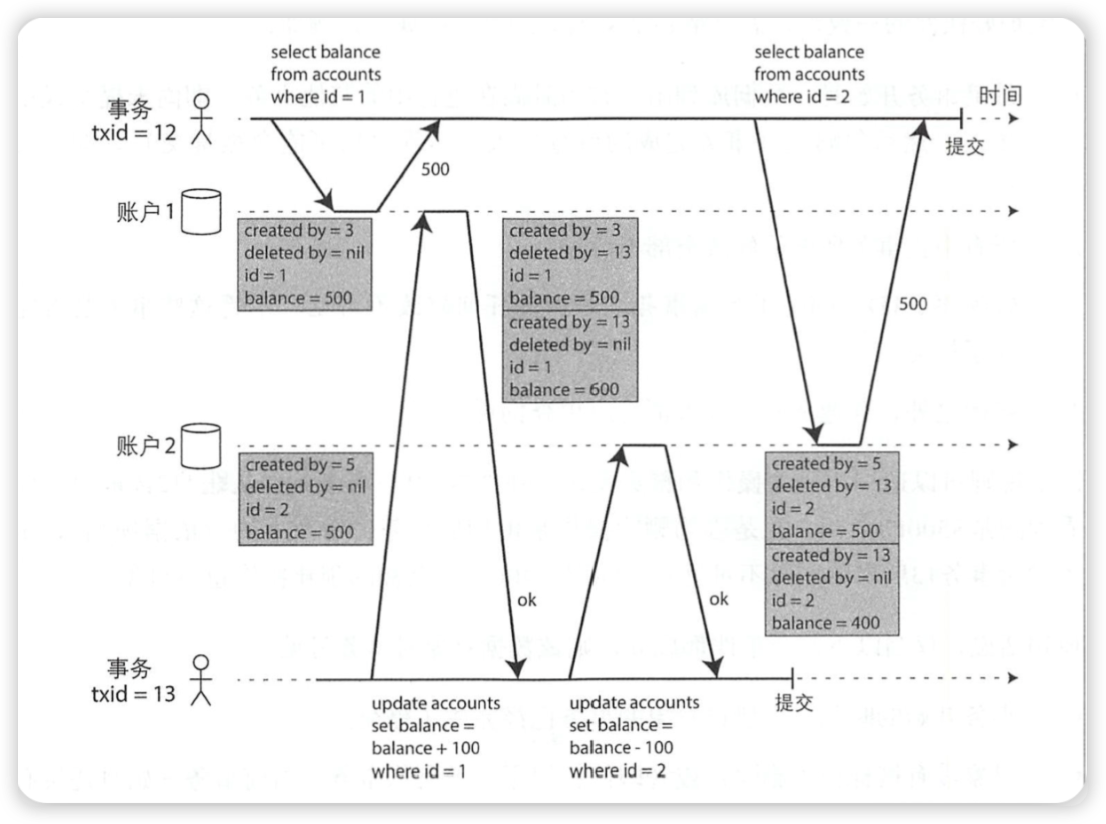 select balance
from accounts
where id = 1
select balance
from accounts
where id = 2
时间
事务
txid = 12
提交
500
账户1
created by = 3
deleted by = nil
id = 1
balance = 500
created by = 3
deleted by = 13
id = 1
balance = 500
created by = 13
deleted by = nil
id = 1
balance = 600
500
账户2
created by = 5
deleted by = nil
id = 2
balance = 500
created by = 5
deleted by = 13
id = 2
balance = 500
created by = 13
deleted by = nil
id = 2
balance = 400
ok
ok
事务
txid = 13
提交
update accounts
set balance =
balance + 100
where id = 1
update accounts
set balance =
balance - 100
where id = 2